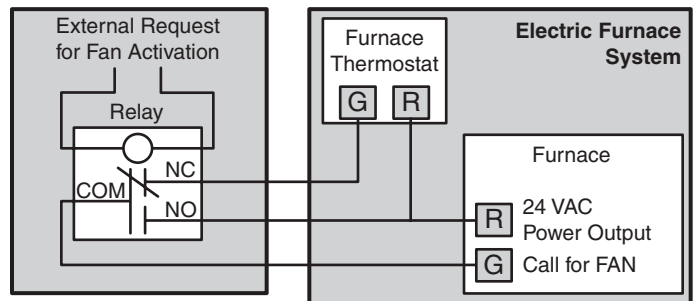 External Request
for Fan Activation
Relay
COM
NC
NO
Electric Furnace
System
Furnace
Thermostat
G
R
Furnace
R
24 VAC
Power Output
G
Call for FAN